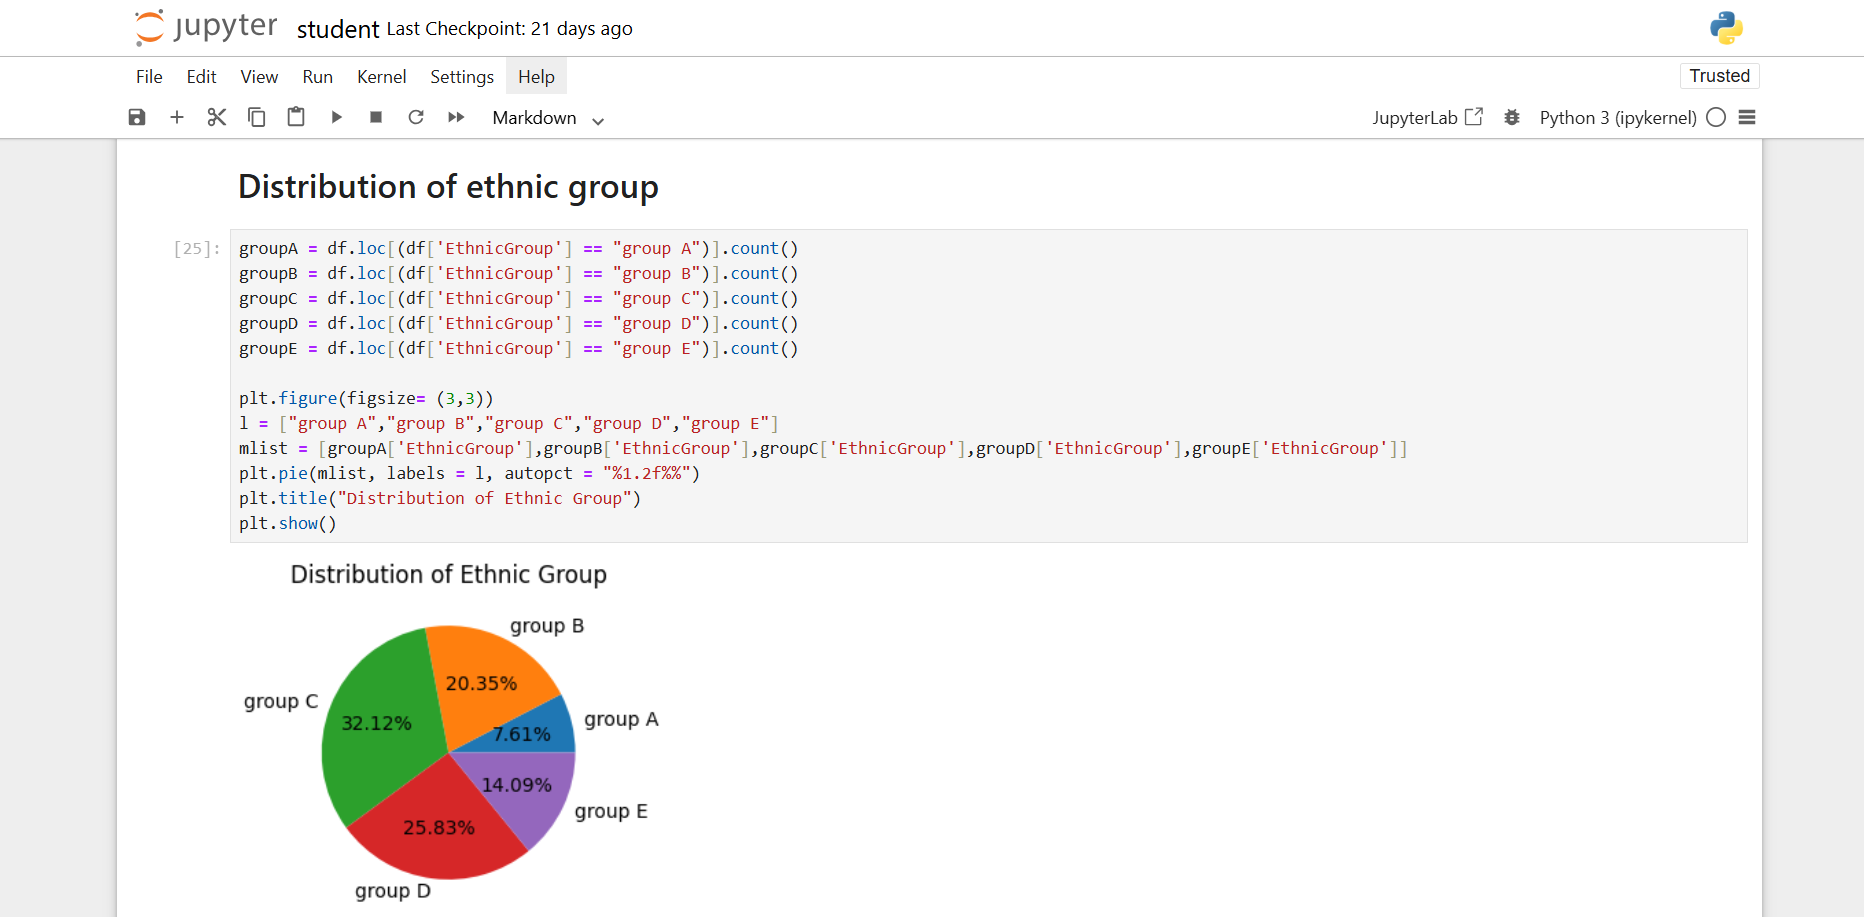 jupyter student Last Checkpoint: 21 days ago
File Edit View Run Kernel Settings Help Trusted
Markdown JupyterLab Python 3 (ipykernel)
Distribution of ethnic group
[25]: groupA = df.loc[(df['EthnicGroup'] == "group A")].count()
groupB = df.loc[(df['EthnicGroup'] == "group B")].count()
groupC = df.loc[(df['EthnicGroup'] == "group C")].count()
groupD = df.loc[(df['EthnicGroup'] == "group D")].count()
groupE = df.loc[(df['EthnicGroup'] == "group E")].count()
plt.figure(figsize= (3,3))
l = ["group A","group B","group C","group D","group E"]
mlist = [groupA['EthnicGroup'],groupB['EthnicGroup'],groupC['EthnicGroup'],groupD['EthnicGroup'],groupE['EthnicGroup']]
plt.pie(mlist, labels = l, autopct = "%1.2f%%")
plt.title("Distribution of Ethnic Group")
plt.show()
Distribution of Ethnic Group
group B
20.35%
group C
group A
32.12%
7.61%
14.09%
group E
25.83%
group D